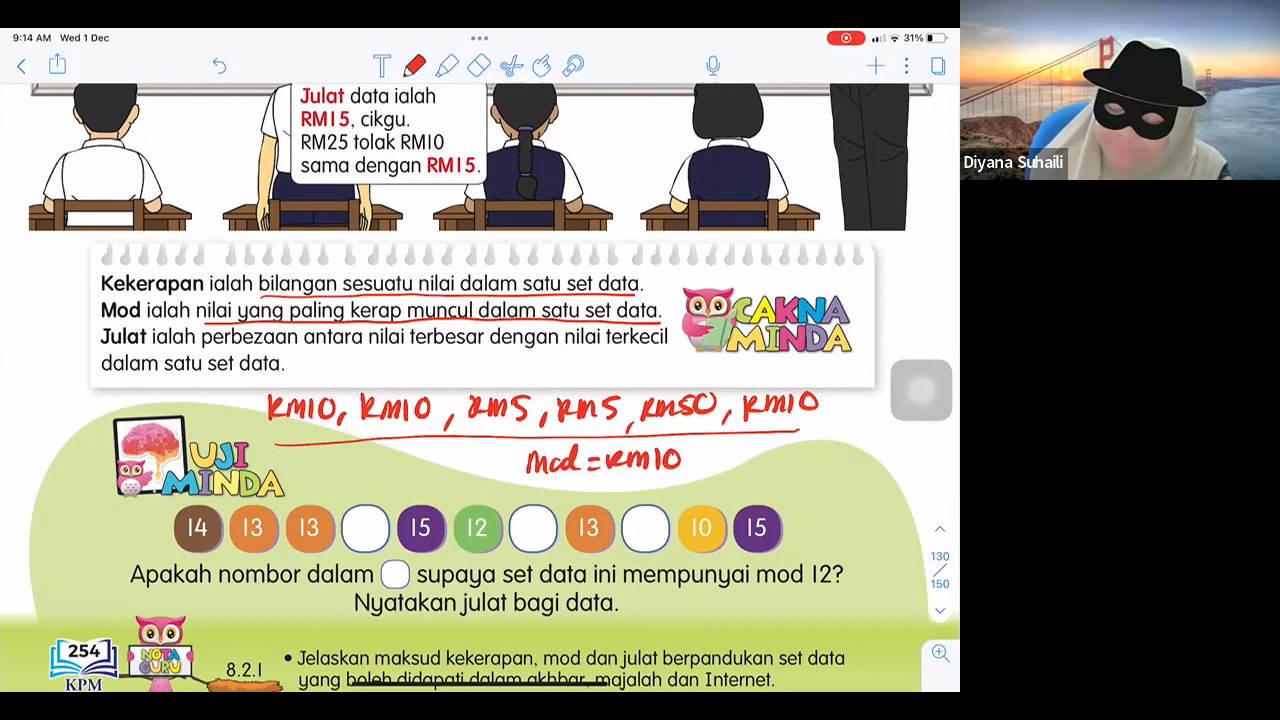 9:14 AM Wed 1 Dec
31%
Julat data ialah
RM15, cikgu.
RM25 tolak RM10
sama dengan RM15.
Diyana Suhaili
Kekerapan ialah bilangan sesuatu nilai dalam satu set data.
Mod ialah nilai yang paling kerap muncul dalam satu set data.
Julat ialah perbezaan antara nilai terbesar dengan nilai terkecil
dalam satu set data.
CAKNA
MINDA
RM10, RM10, RM5, RM5, RM50, RM10
mod = RM10
UJI
MINDA
14 13 13 15 12 13 10 15
Apakah nombor dalam supaya set data ini mempunyai mod 12?
Nyatakan julat bagi data.
130
/
150
254
KPM
NOTA
GURU
8.2.1
• Jelaskan maksud kekerapan, mod dan julat berpandukan set data
yang boleh didapati dalam akhbar, majalah dan Internet.